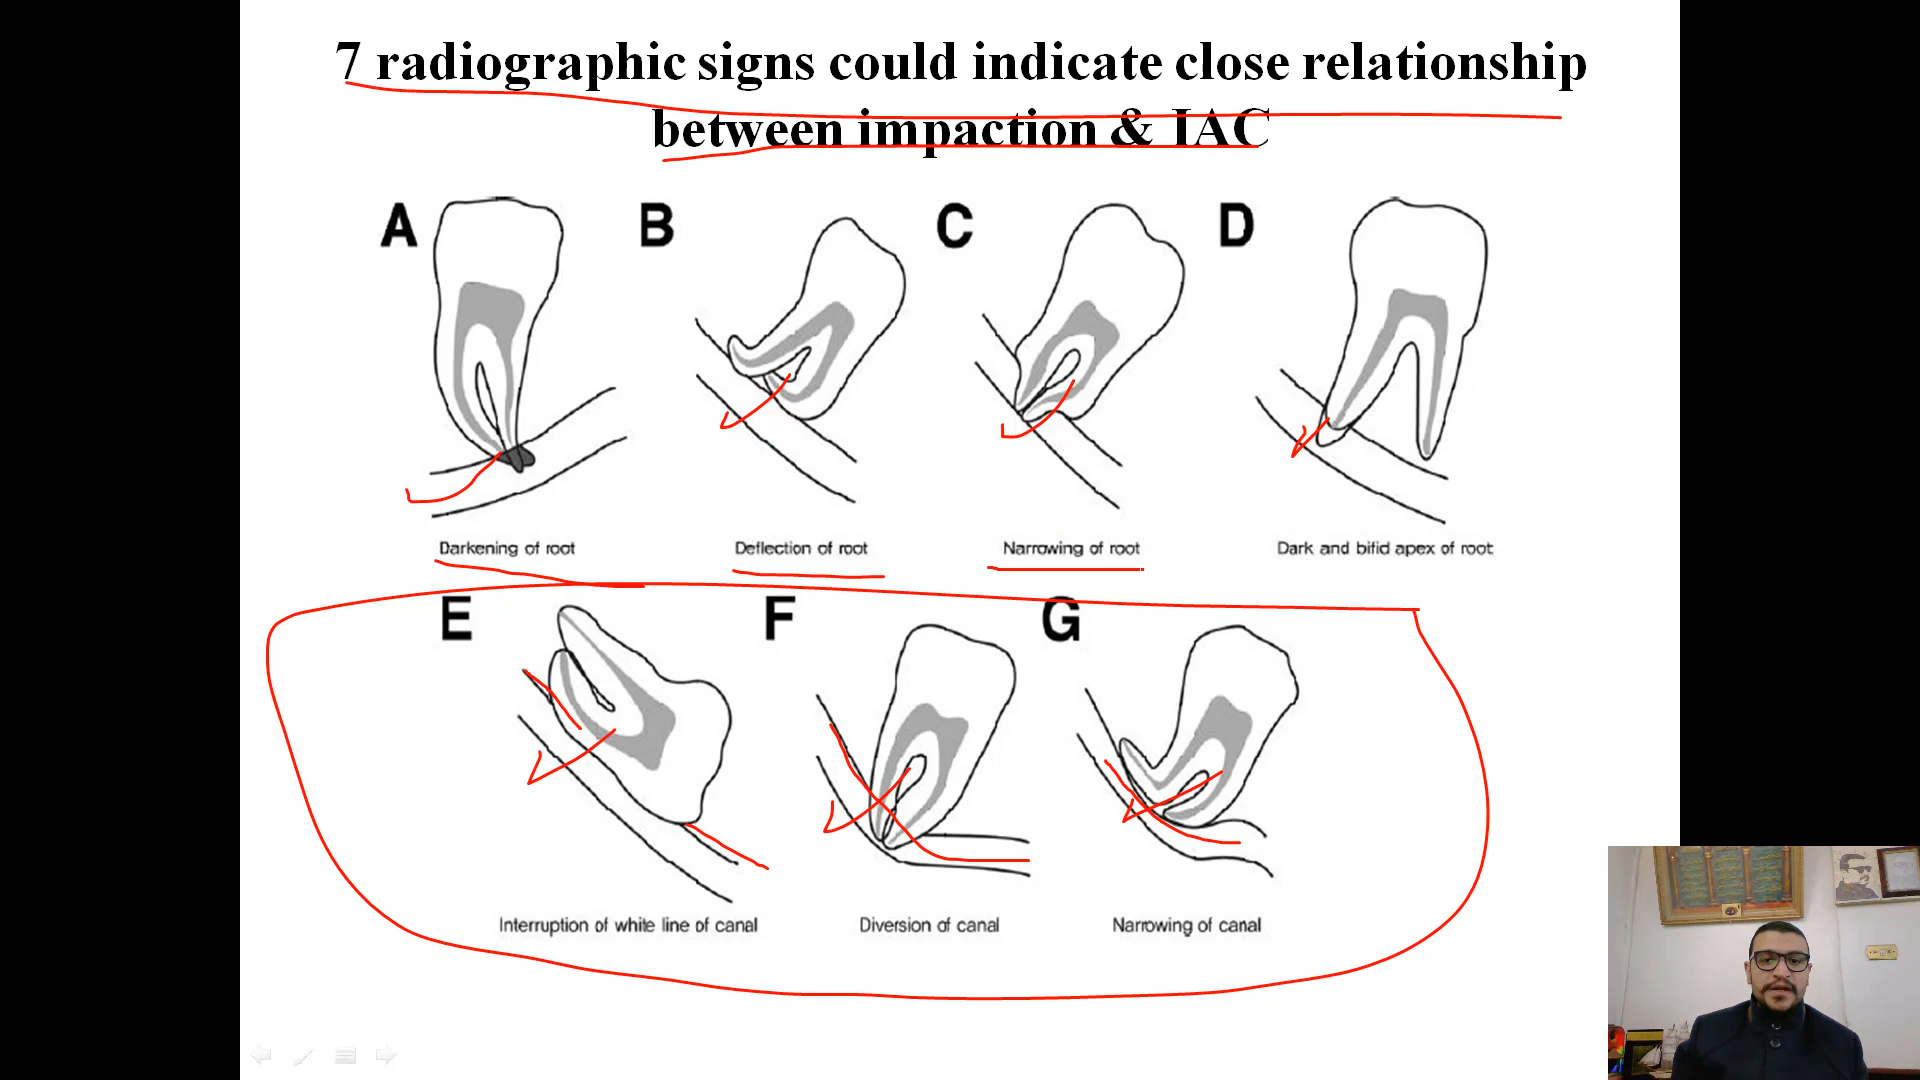 7 radiographic signs could indicate close relationship
between impaction & IAC
A B C D
Darkening of root Deflection of root Narrowing of root Dark and bifid apex of root
E F G
Interruption of white line of canal Diversion of canal Narrowing of canal